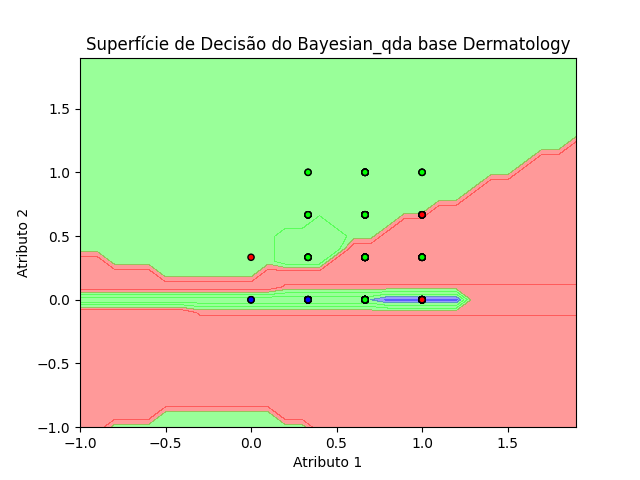 Superfície de Decisão do Bayesian_qda base Dermatology
1.5
1.0
0.5
0.0
−0.5
−1.0
Atributo 2
−1.0 −0.5 0.0 0.5 1.0 1.5
Atributo 1